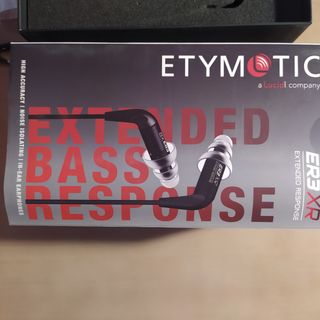 ETYMOTIC
a Lucid company
HIGH ACCURACY | NOISE ISOLATING | IN-EAR EARPHONES
EXTENDED
BASS
RESPONSE
ER3XR
EXTENDED RESPONSE